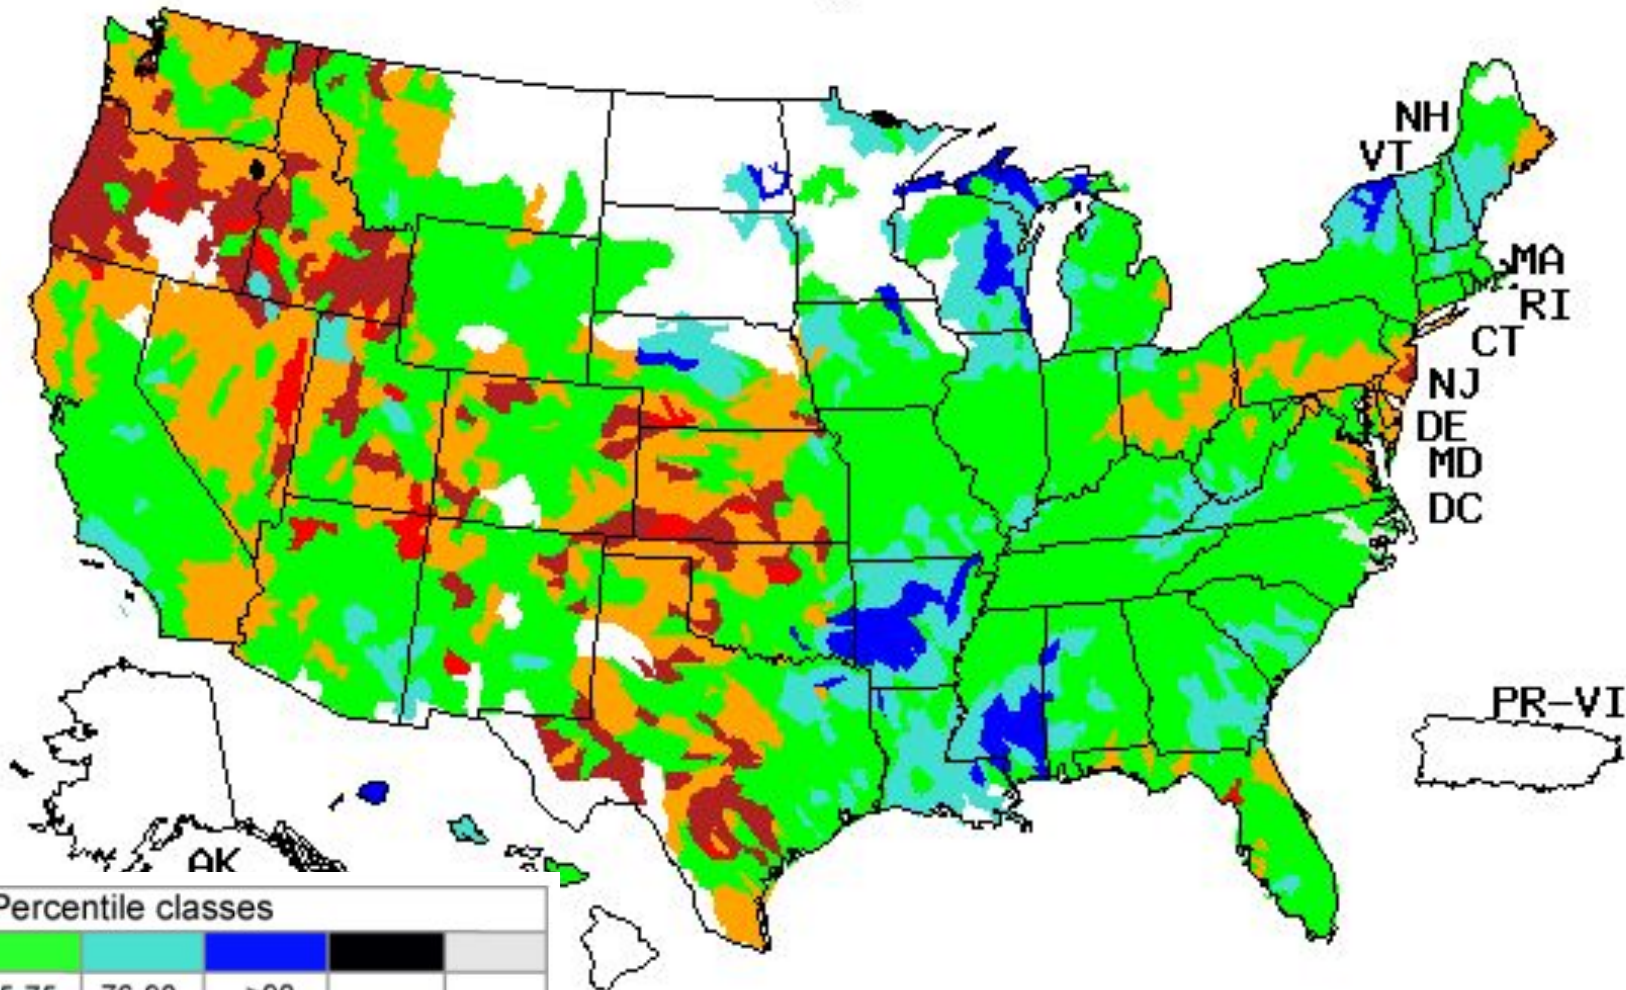 NH
VT
MA
RI
CT
NJ
DE
MD
DC
PR-VI
AK
Percentile classes